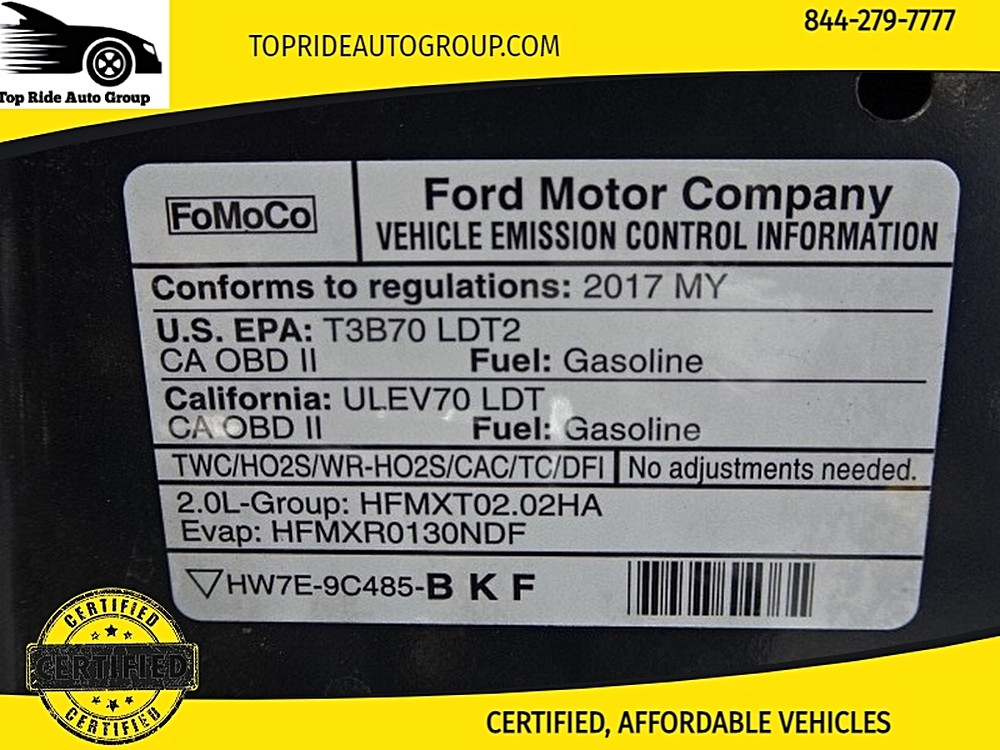 844-279-7777
TOPRIDEAUTOGROUP.COM
Top Ride Auto Group
FoMoCo
Ford Motor Company
VEHICLE EMISSION CONTROL INFORMATION
Conforms to regulations: 2017 MY
U.S. EPA: T3B70 LDT2
CA OBD II Fuel: Gasoline
California: ULEV70 LDT
CA OBD II Fuel: Gasoline
TWC/HO2S/WR-HO2S/CAC/TC/DFI No adjustments needed.
2.0L-Group: HFMXT02.02HA
Evap: HFMXR0130NDF
HW7E-9C485-B K F
CERTIFIED
CERTIFIED
CERTIFIED
CERTIFIED, AFFORDABLE VEHICLES